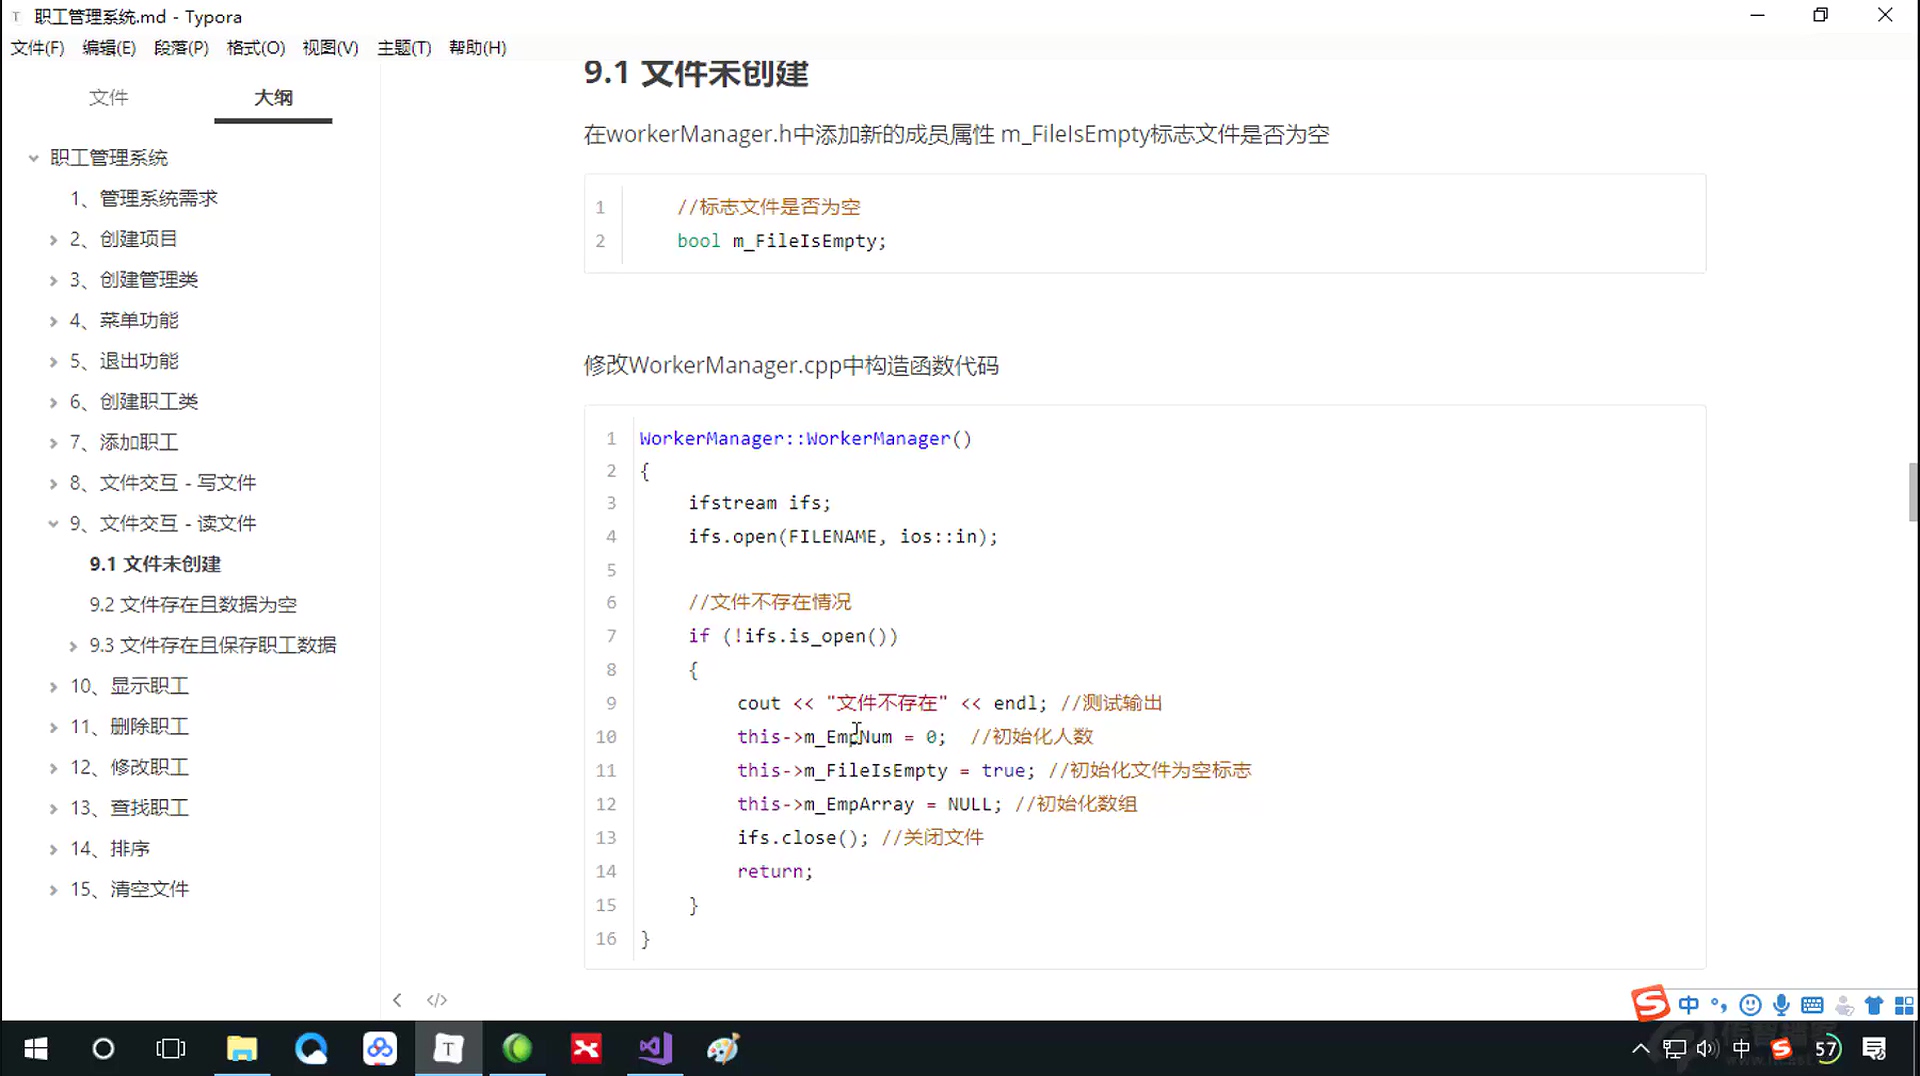 职工管理系统.md - Typora
文件(F) 编辑(E) 段落(P) 格式(O) 视图(V) 主题(T) 帮助(H)
文件 大纲
职工管理系统
1、管理系统需求
2、创建项目
3、创建管理类
4、菜单功能
5、退出功能
6、创建职工类
7、添加职工
8、文件交互 - 写文件
9、文件交互 - 读文件
9.1 文件未创建
9.2 文件存在且数据为空
9.3 文件存在且保存职工数据
10、显示职工
11、删除职工
12、修改职工
13、查找职工
14、排序
15、清空文件
9.1 文件未创建
在workerManager.h中添加新的成员属性 m_FileIsEmpty标志文件是否为空
1 //标志文件是否为空
2 bool m_FileIsEmpty;
修改WorkerManager.cpp中构造函数代码
1 WorkerManager::WorkerManager()
2 {
3 ifstream ifs;
4 ifs.open(FILENAME, ios::in);
5
6 //文件不存在情况
7 if (!ifs.is_open())
8 {
9 cout << "文件不存在" << endl; //测试输出
10 this->m_EmpNum = 0; //初始化人数
11 this->m_FileIsEmpty = true; //初始化文件为空标志
12 this->m_EmpArray = NULL; //初始化数组
13 ifs.close(); //关闭文件
14 return;
15 }
16 }
中
中 57